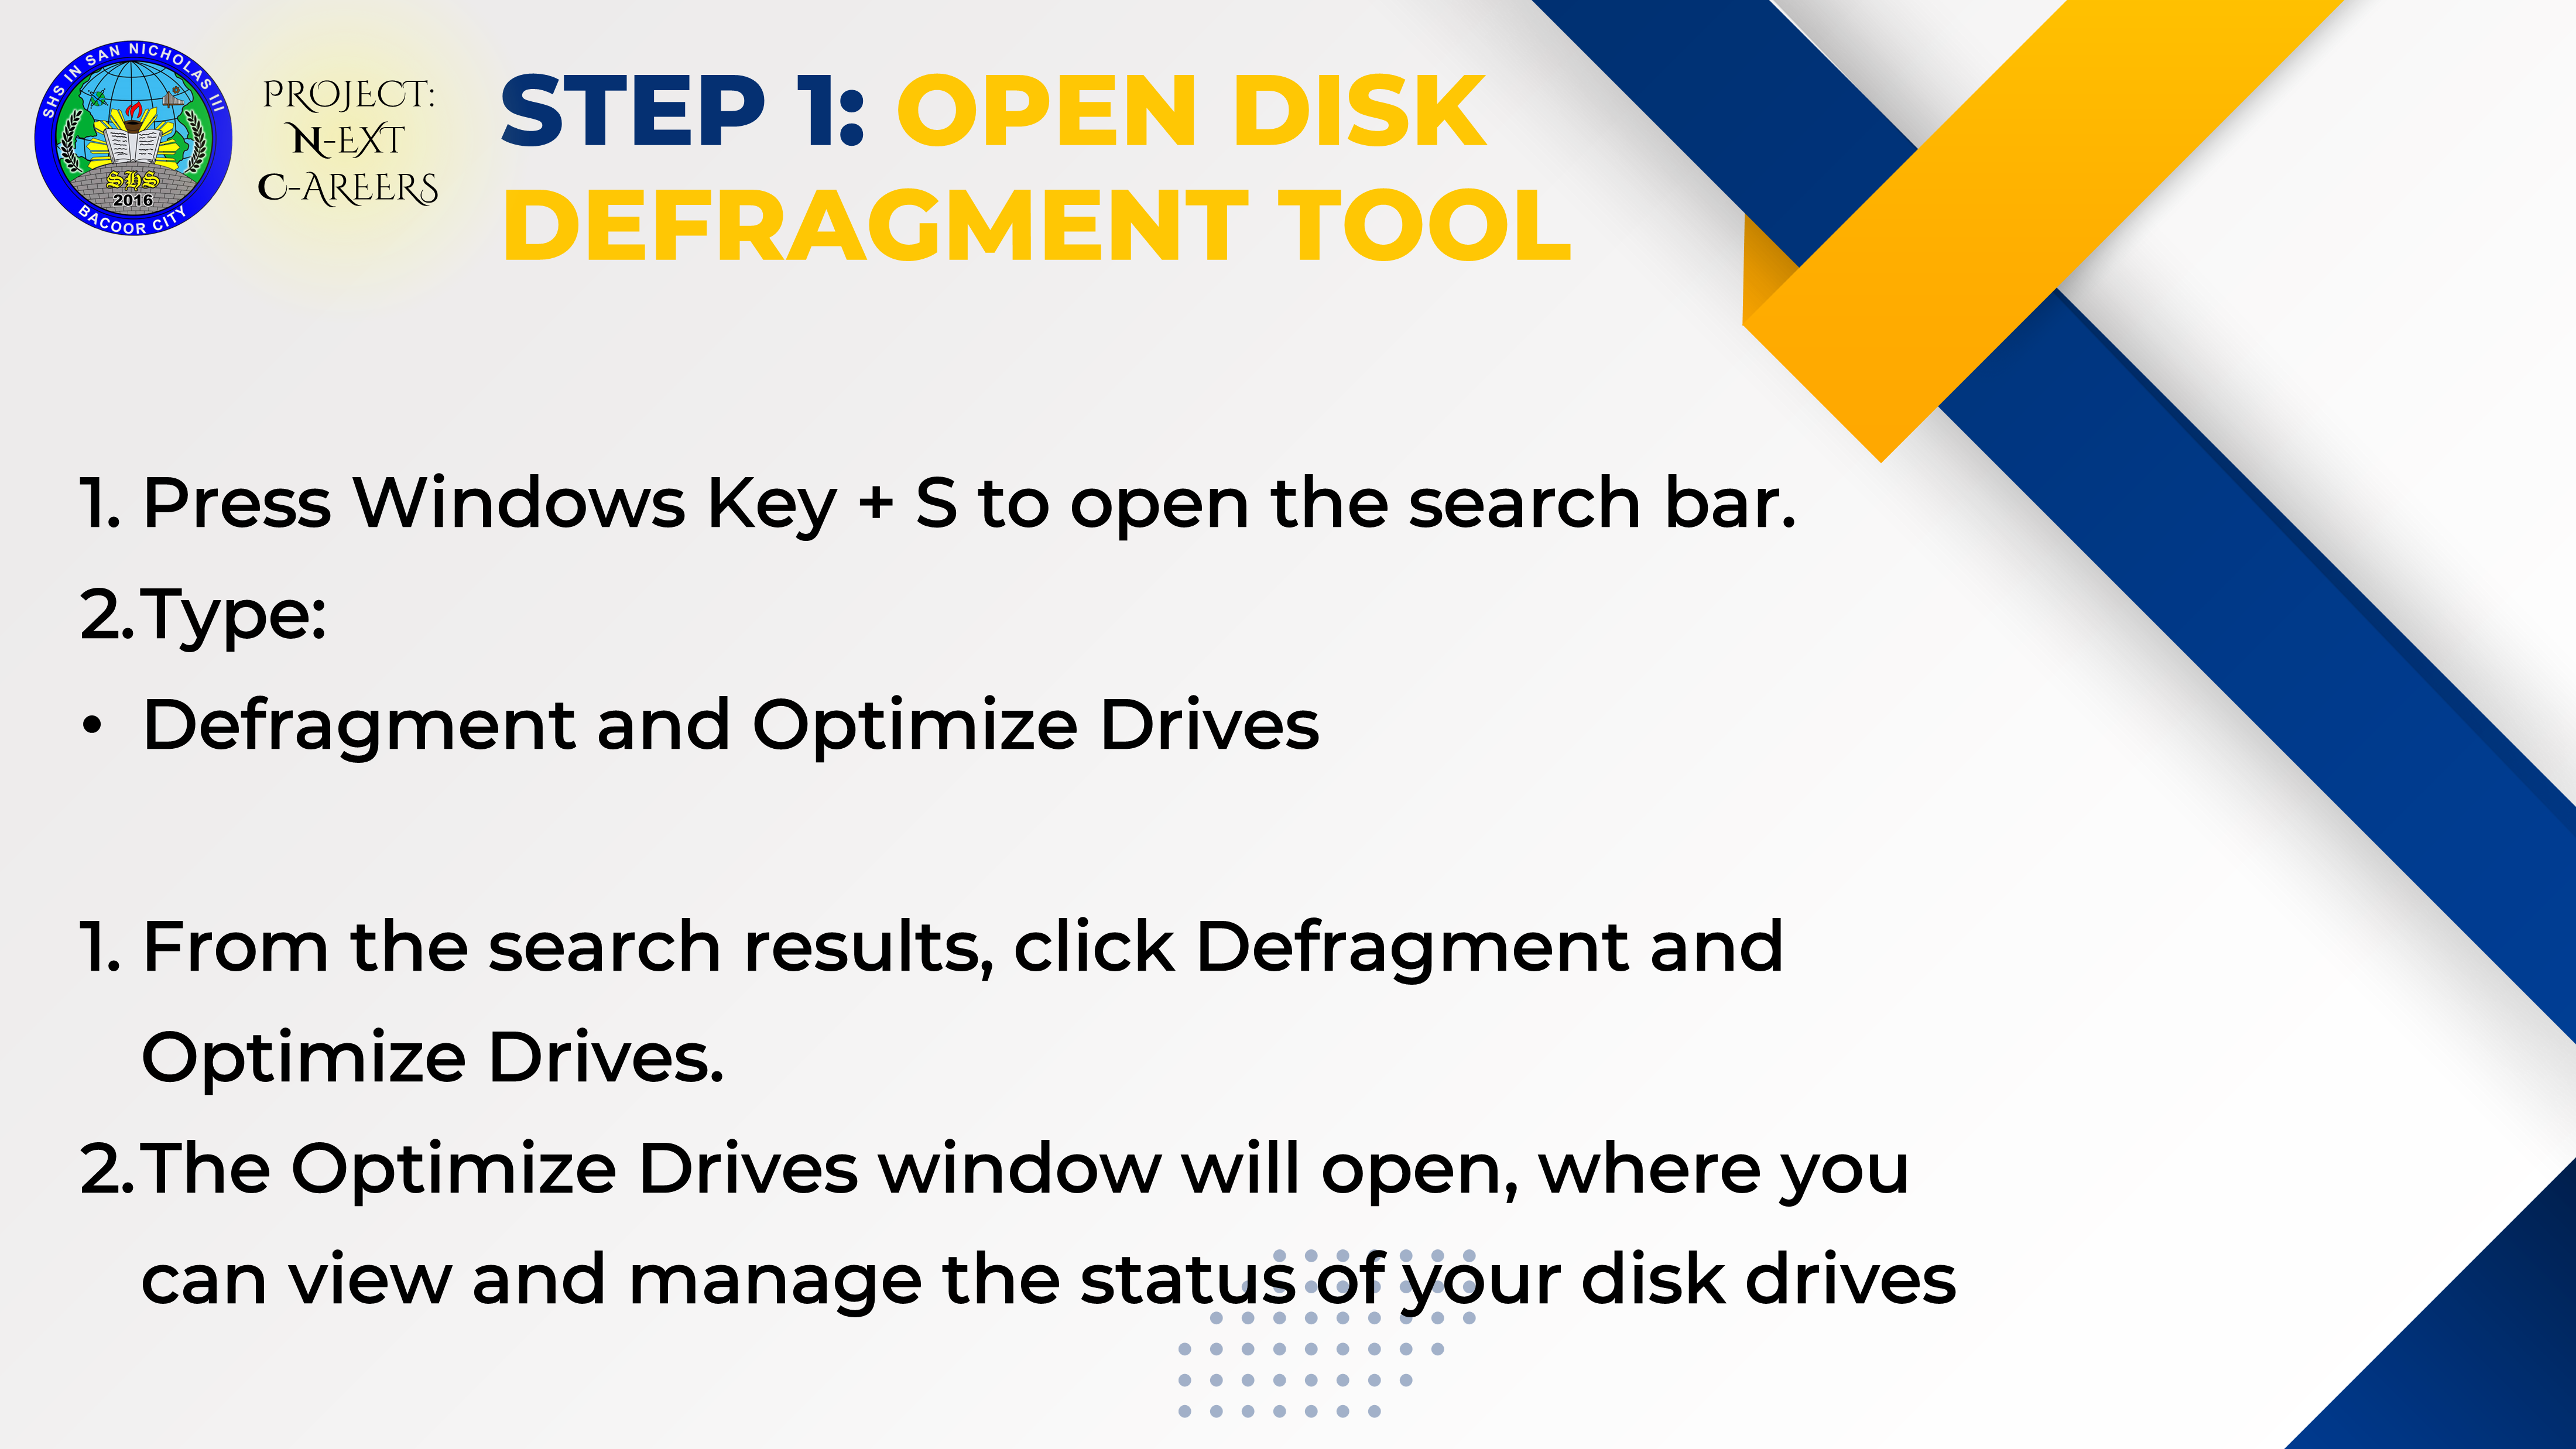 SHS IN SAN NICHOLAS III
SHS
2016
BACOOR CITY
PROJECT:
N-EXT
C-AREERS
STEP 1: OPEN DISK
DEFRAGMENT TOOL
1. Press Windows Key + S to open the search bar.
2. Type:
• Defragment and Optimize Drives
1. From the search results, click Defragment and
Optimize Drives.
2. The Optimize Drives window will open, where you
can view and manage the status of your disk drives